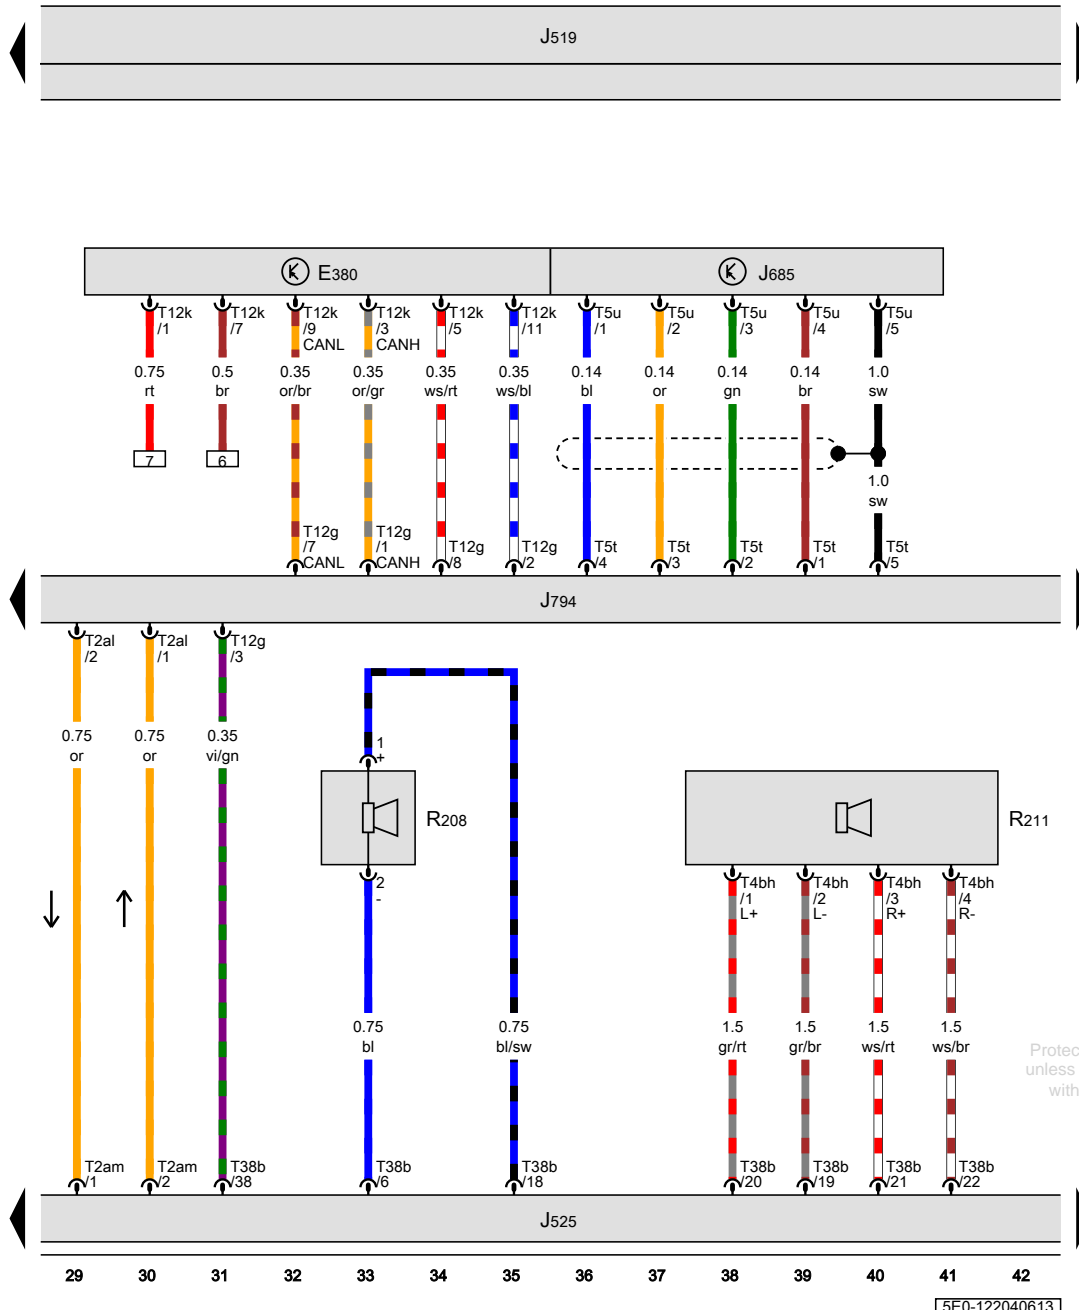 J519
E380
J685
T12k
/1
T12k
/7
T12k
/9
CANL
T12k
/3
CANH
T12k
/5
T12k
/11
T5u
/1
T5u
/2
T5u
/3
T5u
/4
T5u
/5
0.75
rt
0.5
br
0.35
or/br
0.35
or/gr
0.35
ws/rt
0.35
ws/bl
0.14
bl
0.14
or
0.14
gn
0.14
br
1.0
sw
7
6
1.0
sw
T12g
/7
CANL
T12g
/1
CANH
T12g
/8
T12g
/2
T5t
/4
T5t
/3
T5t
/2
T5t
/1
T5t
/5
J794
T2al
/2
T2al
/1
T12g
/3
0.75
or
0.75
or
0.35
vi/gn
1
+
R208
R211
2
-
T4bh
/1
L+
T4bh
/2
L-
T4bh
/3
R+
T4bh
/4
R-
0.75
bl
0.75
bl/sw
1.5
gr/rt
1.5
gr/br
1.5
ws/rt
1.5
ws/br
Protec
unless
with
T2am
/1
T2am
/2
T38b
/38
T38b
/6
T38b
/18
T38b
/20
T38b
/19
T38b
/21
T38b
/22
J525
29 30 31 32 33 34 35 36 37 38 39 40 41 42
5E0-122040613